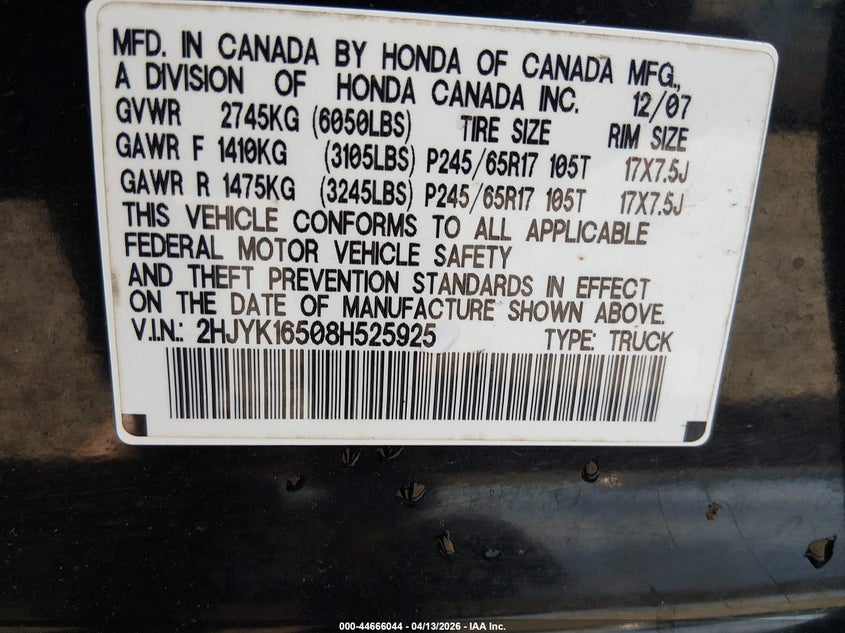 MFD. IN CANADA BY HONDA OF CANADA MFG.,
A DIVISION OF HONDA CANADA INC. 12/07
GVWR 2745KG (6050LBS) TIRE SIZE RIM SIZE
GAWR F 1410KG (3105LBS) P245/65R17 105T 17X7.5J
GAWR R 1475KG (3245LBS) P245/65R17 105T 17X7.5J
THIS VEHICLE CONFORMS TO ALL APPLICABLE
FEDERAL MOTOR VEHICLE SAFETY
AND THEFT PREVENTION STANDARDS IN EFFECT
ON THE DATE OF MANUFACTURE SHOWN ABOVE.
V.I.N.: 2HJYK16508H525925 TYPE: TRUCK
000-44666044 / 04/13/2026 - IAA Inc.